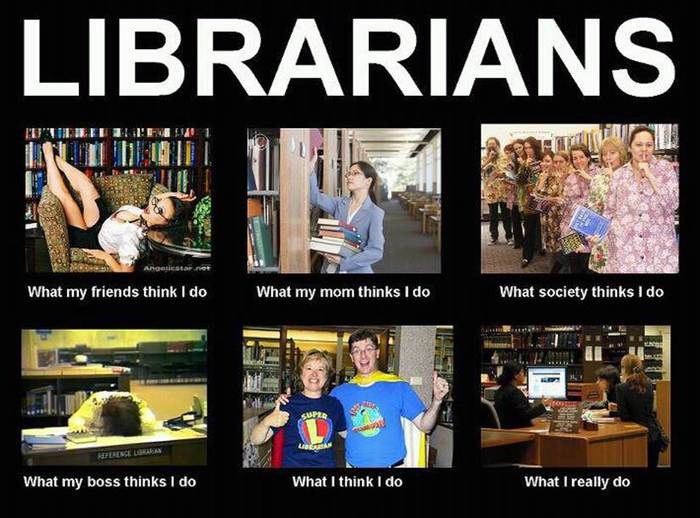 LIBRARIANS
Angelicstar.net
What my friends think I do
What my mom thinks I do
What society thinks I do
REFERENCE LIBRARIAN
SUPER
L
LIBRARIAN
What my boss thinks I do
What I think I do
What I really do